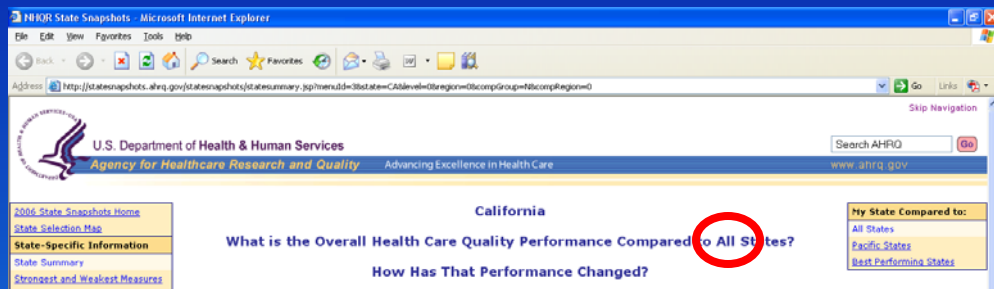 NHQR State Snapshots - Microsoft Internet Explorer
File Edit View Favorites Tools Help
Back Search Favorites
Address http://statesnapshots.ahrq.gov/statesnapshots/statesummary.jsp?menuId=3&state=CA&level=0&region=0&compGroup=N&compRegion=0 Go Links
Skip Navigation
U.S. Department of Health & Human Services
Search AHRQ Go
Agency for Healthcare Research and Quality Advancing Excellence in Health Care www.ahrq.gov
2006 State Snapshots Home
State Selection Map
State-Specific Information
State Summary
Strongest and Weakest Measures
California
What is the Overall Health Care Quality Performance Compared to All States?
How Has That Performance Changed?
My State Compared to:
All States
Pacific States
Best Performing States